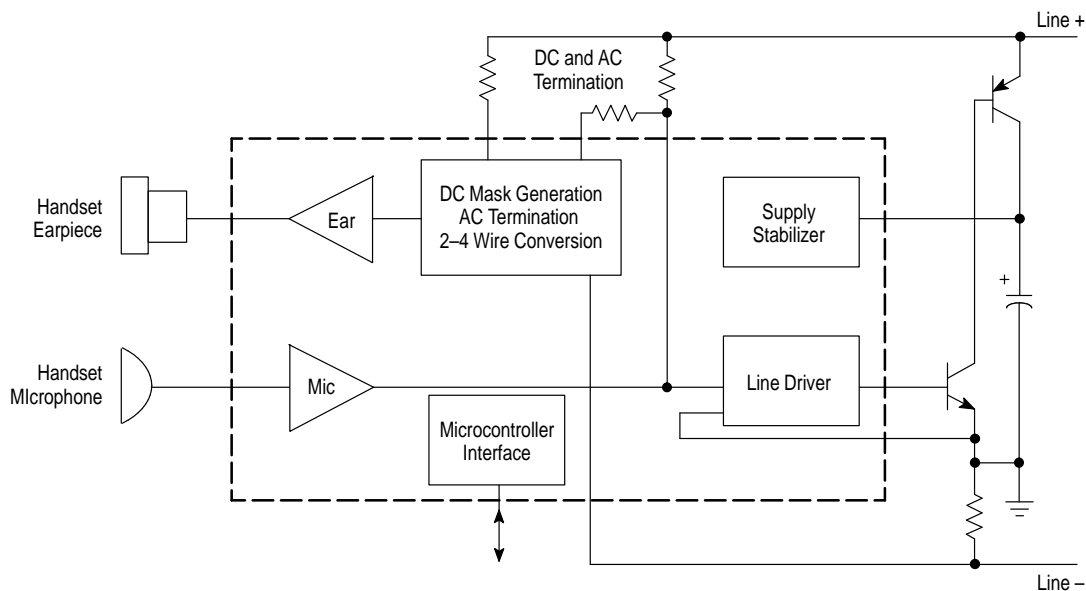 Line +
DC and AC
Termination
DC Mask Generation
AC Termination
2–4 Wire Conversion
Supply
Stabilizer
Handset
Earpiece
Ear
+
Handset
MIcrophone
Mic
Line Driver
Microcontroller
Interface
Line –